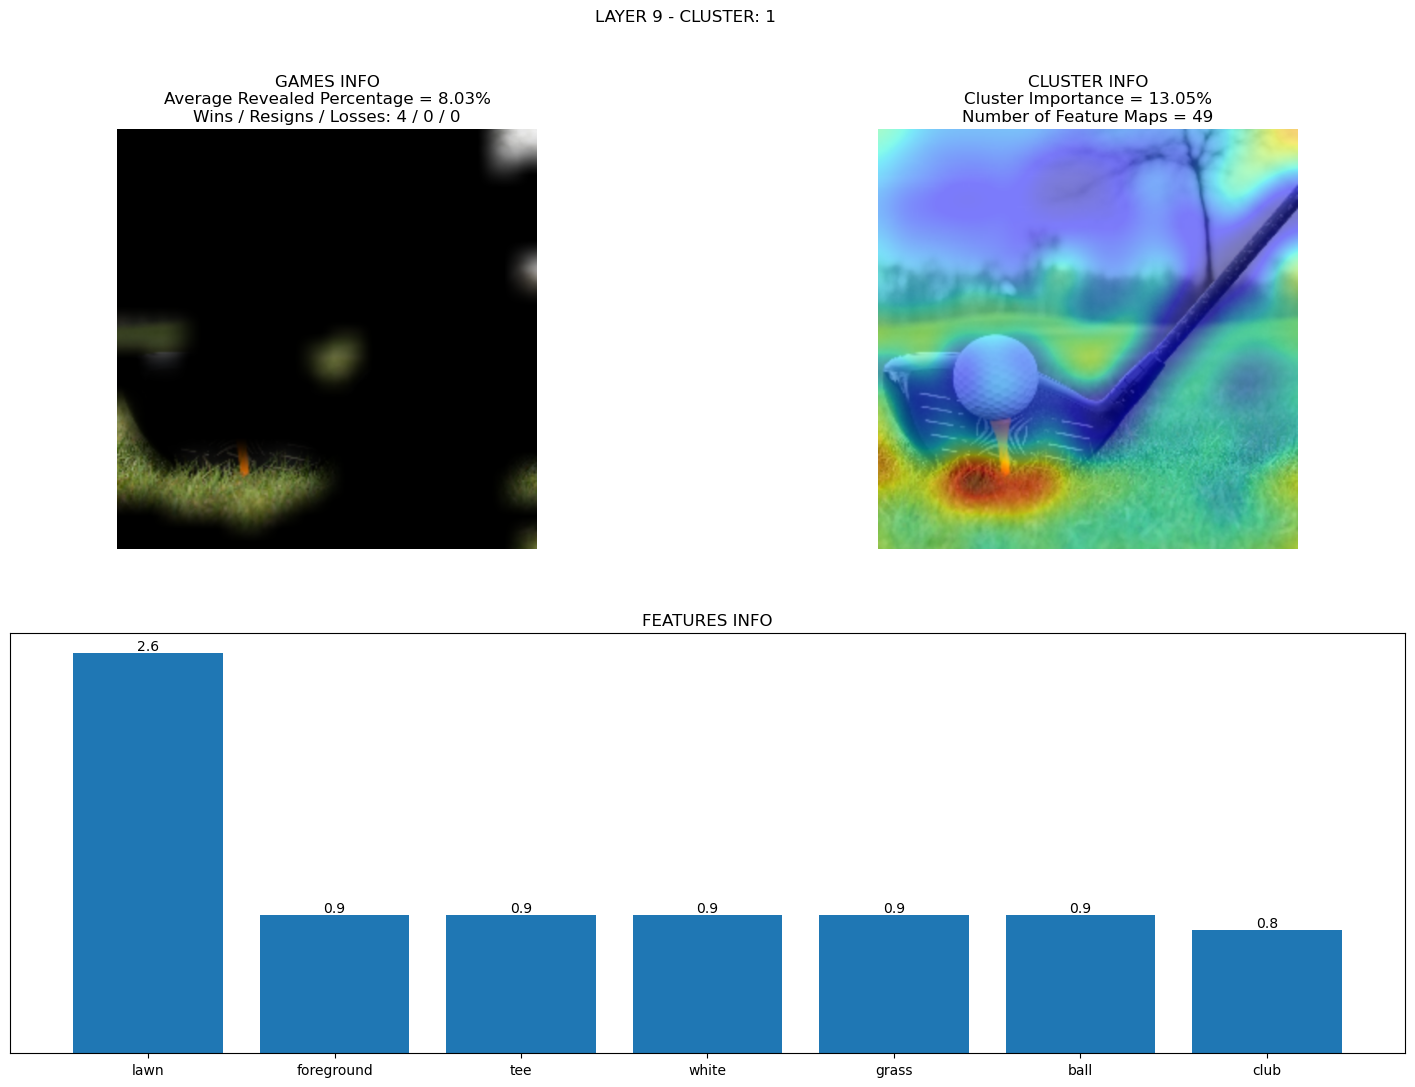 LAYER 9 - CLUSTER: 1
GAMES INFO
Average Revealed Percentage = 8.03%
Wins / Resigns / Losses: 4 / 0 / 0
CLUSTER INFO
Cluster Importance = 13.05%
Number of Feature Maps = 49
FEATURES INFO
2.6
0.9
0.9
0.9
0.9
0.9
0.8
lawn
foreground
tee
white
grass
ball
club